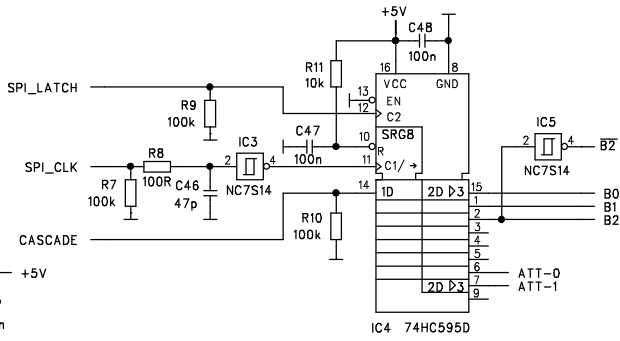 +5V
C48
100n
R11
10k
16
8
VCC
GND
SPI_LATCH
13
EN
12
C2
R9
100k
C47
100n
SRG8
10
R
IC3
IC5
2
4
B2
NC7S14
11
C1/ →
R8
SPI_CLK
100R
2
4
NC7S14
R7
100k
C46
47p
14
1D
2D ▷3
15
B0
1
B1
2
B2
R10
100k
3
4
5
CASCADE
6
ATT-0
+5V
2D ▷3
7
ATT-1
9
n
IC4
74HC595D